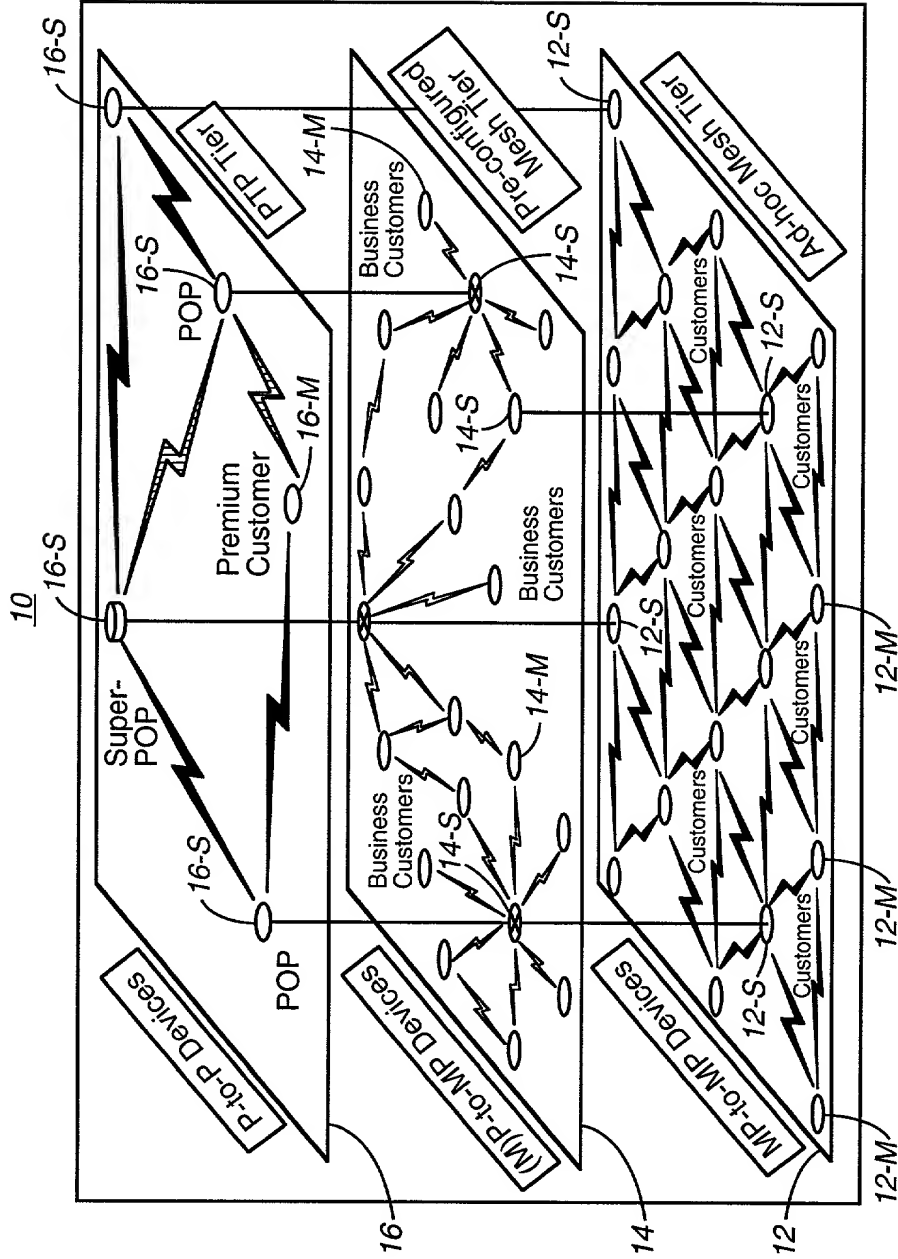 10
16-S
16-S
16-S
16-S
Super-
POP
POP
POP
Premium
Customer
16-M
PTP Tier
P-to-P Devices
16
14-M
Business
Customers
14-S
14-S
Business
Customers
14-M
Business
Customers
14-S
Pre-configured
Mesh Tier
(M)P-to-MP Devices
14
12-S
12-S
12-S
12-S
Customers
Customers
Customers
Customers
Customers
Customers
Ad-hoc Mesh Tier
MP-to-MP Devices
12
12-M
12-M
12-M